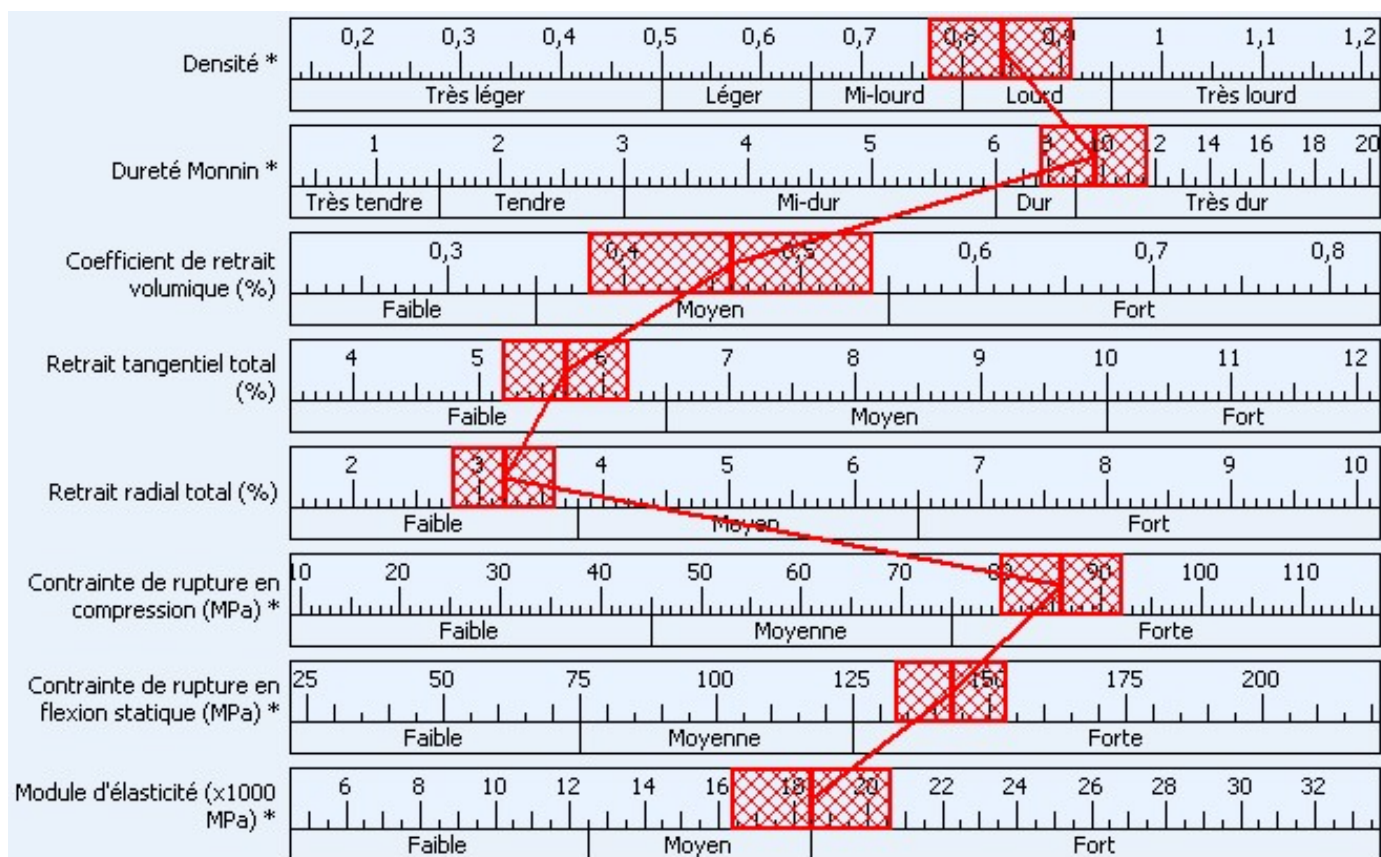 0,2 0,3 0,4 0,5 0,6 0,7 0,8 0,9 1 1,1 1,2
Densité *
Très léger Léger Mi-lourd Lourd Très lourd
1 2 3 4 5 6 8 10 12 14 16 18 20
Dureté Monnin *
Très tendre Tendre Mi-dur Dur Très dur
0,3 0,4 0,5 0,6 0,7 0,8
Coefficient de retrait
volumique (%)
Faible Moyen Fort
4 5 6 7 8 9 10 11 12
Retrait tangentiel total
(%)
Faible Moyen Fort
2 3 4 5 6 7 8 9 10
Retrait radial total (%)
Faible Moyen Fort
10 20 30 40 50 60 70 80 90 100 110
Contrainte de rupture en
compression (MPa) *
Faible Moyenne Forte
25 50 75 100 125 150 175 200
Contrainte de rupture en
flexion statique (MPa) *
Faible Moyenne Forte
6 8 10 12 14 16 18 20 22 24 26 28 30 32
Module d'élasticité (x1000
MPa) *
Faible Moyen Fort